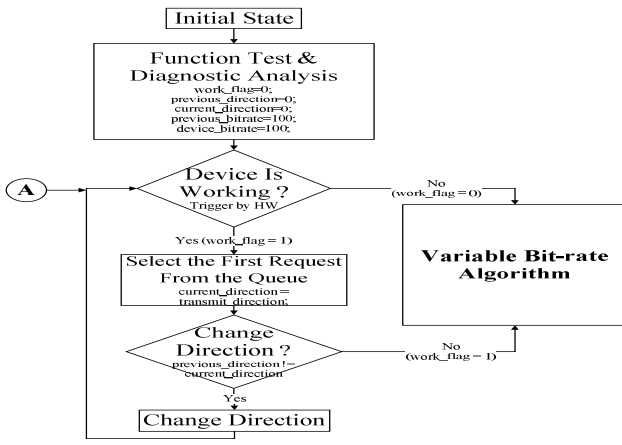 Initial State
Function Test &
Diagnostic Analysis
work_flag=0;
previous_direction=0;
current_direction=0;
previous_bitrate=100;
device_bitrate=100;
A
Device Is
Working ?
Trigger by HW
No
(work_flag = 0)
Yes (work_flag = 1)
Variable Bit-rate
Algorithm
Select the First Request
From the Queue
current_direction =
transmit_direction;
Change
Direction ?
previous_direction !=
current_direction
No
(work_flag = 1)
Yes
Change Direction